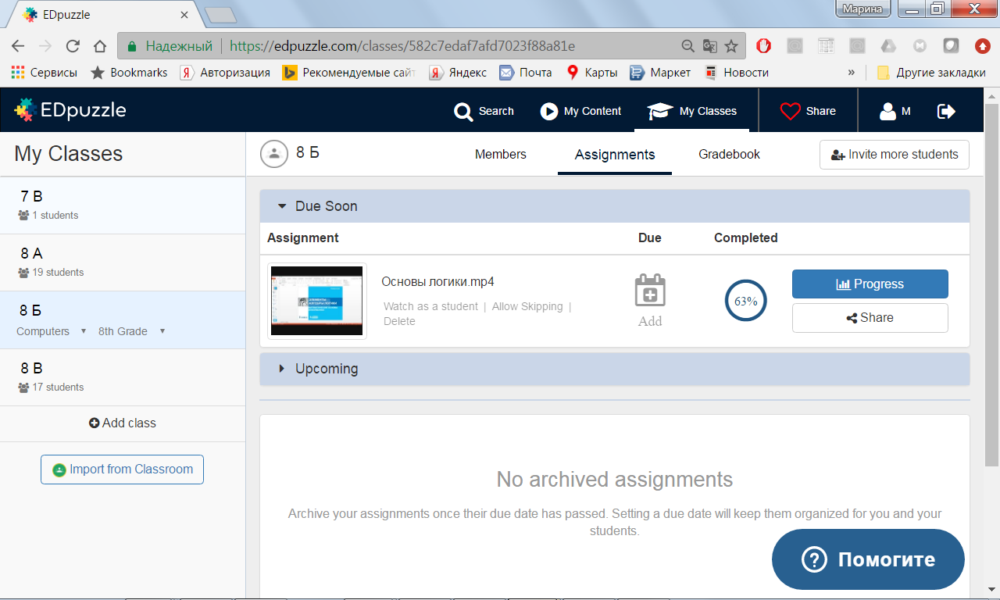 EDpuzzle
Марина
Надежный https://edpuzzle.com/classes/582c7edaf7afd7023f88a81e
Сервисы Bookmarks Авторизация Рекомендуемые сайт Яндекс Почта Карты Маркет Новости » Другие закладки
EDpuzzle Search My Content My Classes Share M
My Classes
8 Б Members Assignments Gradebook Invite more students
7 В
1 students
8 А
19 students
8 Б
Computers 8th Grade
8 В
17 students
Add class
Import from Classroom
Due Soon
Assignment Due Completed
Основы логики.mp4
Watch as a student | Allow Skipping |
Delete
Add
63%
Progress
Share
Upcoming
No archived assignments
Archive your assignments once their due date has passed. Setting a due date will keep them organized for you and your
students.
Помогите